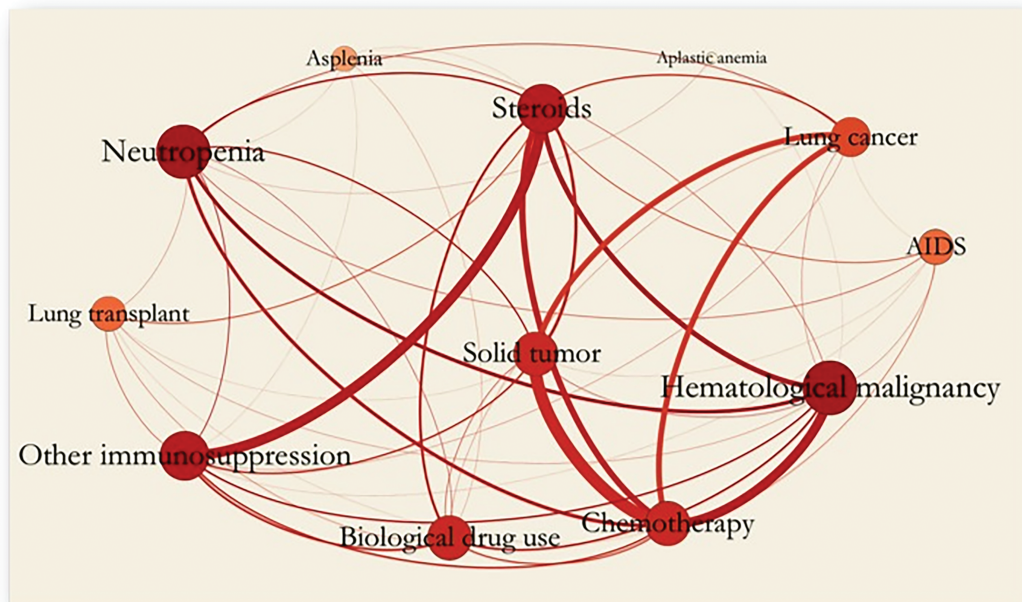 Asplenia
Aplastic anemia
Steroids
Lung cancer
Neutropenia
AIDS
Lung transplant
Solid tumor
Hematological malignancy
Other immunosuppression
Chemotherapy
Biological drug use